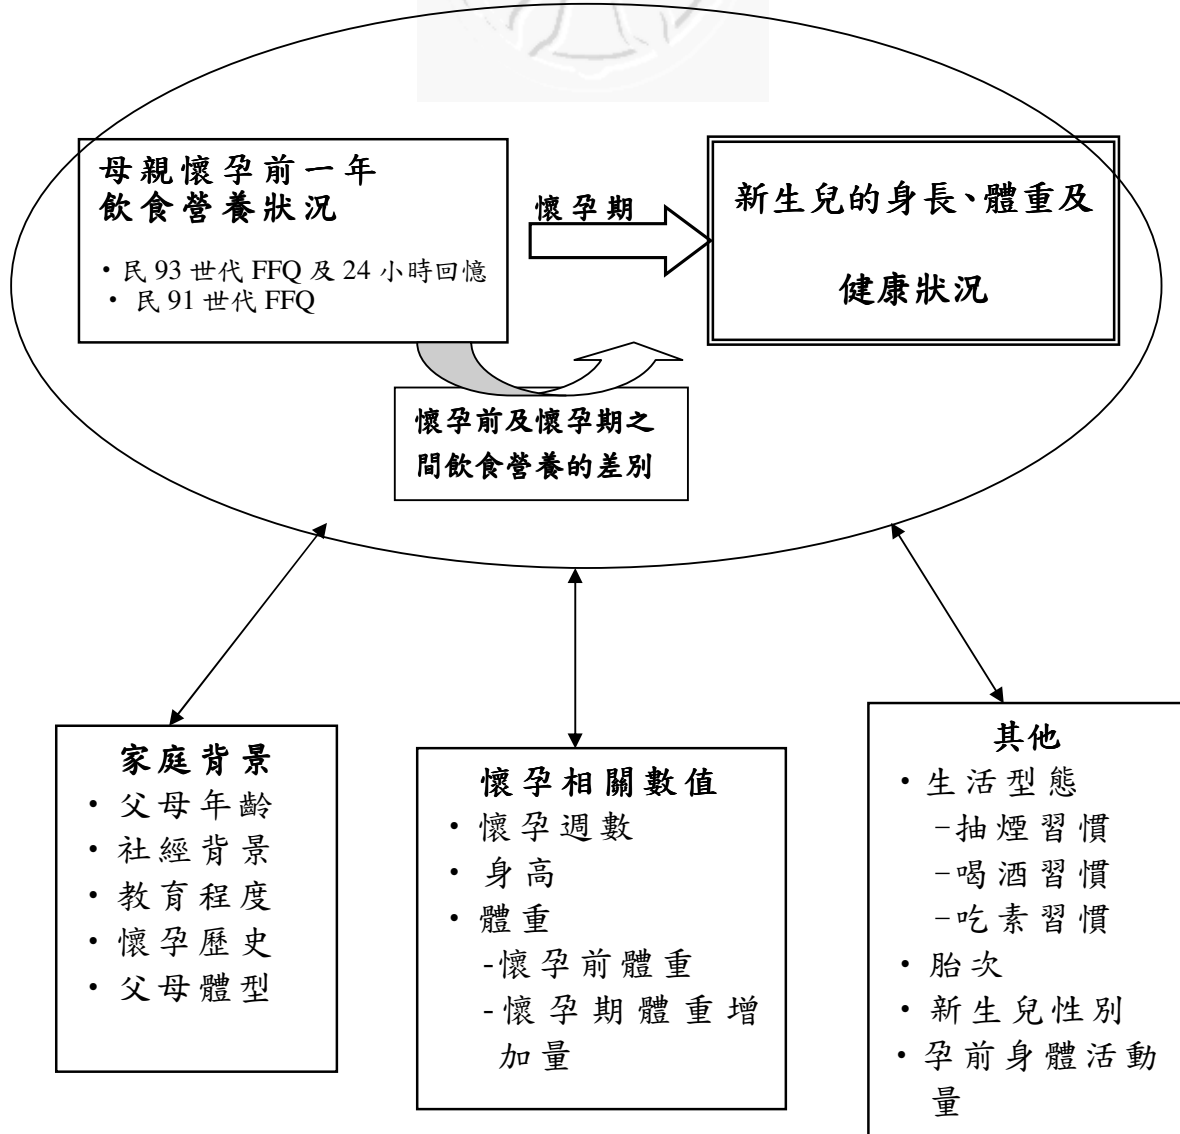 母親懷孕前一年
飲食營養狀況
・民 93 世代 FFQ 及 24 小時回憶
・ 民 91 世代 FFQ
懷孕期
新生兒的身長、體重及
健康狀況
懷孕前及懷孕期之
間飲食營養的差別
家庭背景
・父母年齡
・社經背景
・教育程度
・懷孕歷史
・父母體型
懷孕相關數值
・懷孕週數
・身高
・體重
-懷孕前體重
-懷孕期體重增
加量
其他
・生活型態
–抽煙習慣
–喝酒習慣
–吃素習慣
・胎次
・新生兒性別
・孕前身體活動
量